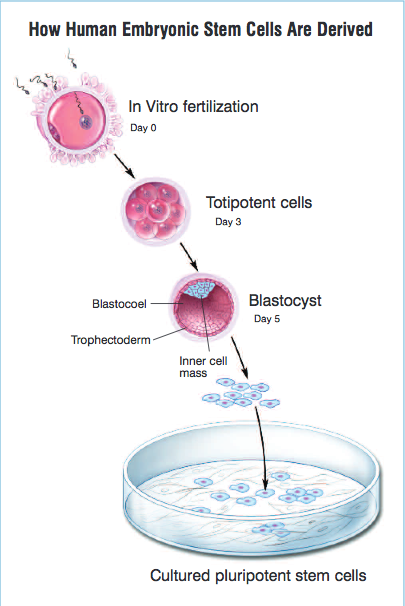 How Human Embryonic Stem Cells Are Derived
In Vitro fertilization
Day 0
Totipotent cells
Day 3
Blastocoel
Blastocyst
Day 5
Trophectoderm
Inner cell
mass
Cultured pluripotent stem cells